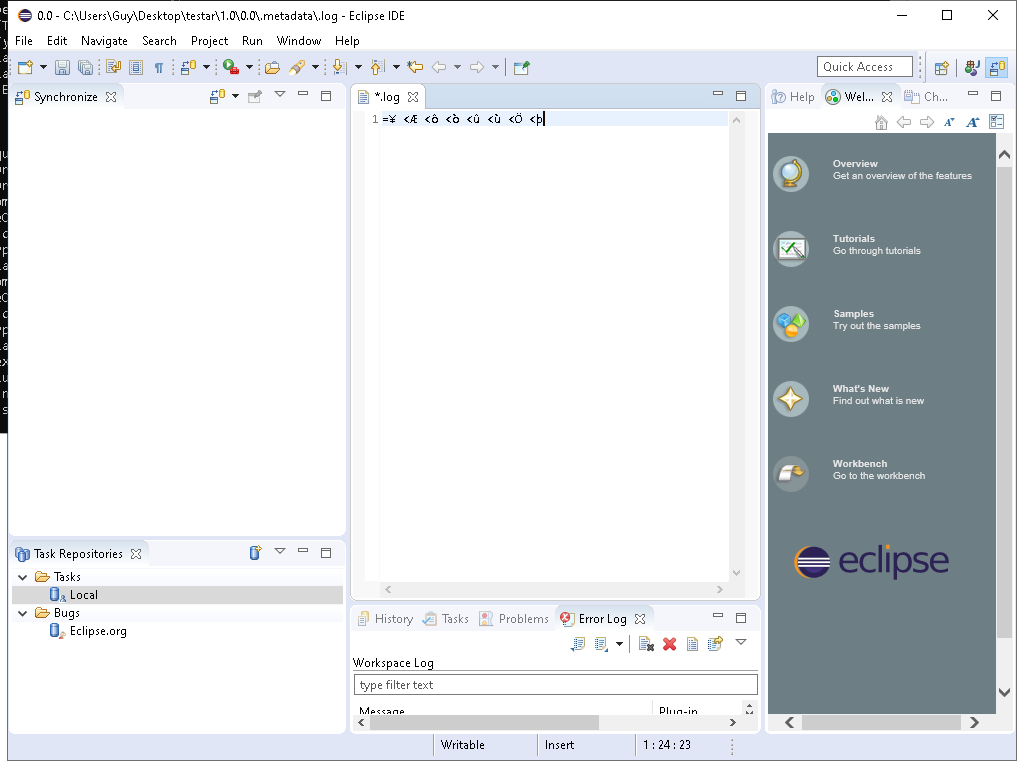 0.0 - C:\Users\Guy\Desktop\testar\1.0\0.0\.metadata\.log - Eclipse IDE
File Edit Navigate Search Project Run Window Help
Quick Access
Synchronize
*.log
Help Wel... Ch...
1 =¥ <Æ <ô <ò <û <ù <Ö <þ
Overview
Get an overview of the features
Tutorials
Go through tutorials
Samples
Try out the samples
What's New
Find out what is new
Workbench
Go to the workbench
eclipse
Task Repositories
Tasks
Local
Bugs
Eclipse.org
History Tasks Problems Error Log
Workspace Log
type filter text
Message Plug-in
Writable Insert 1 : 24 : 23